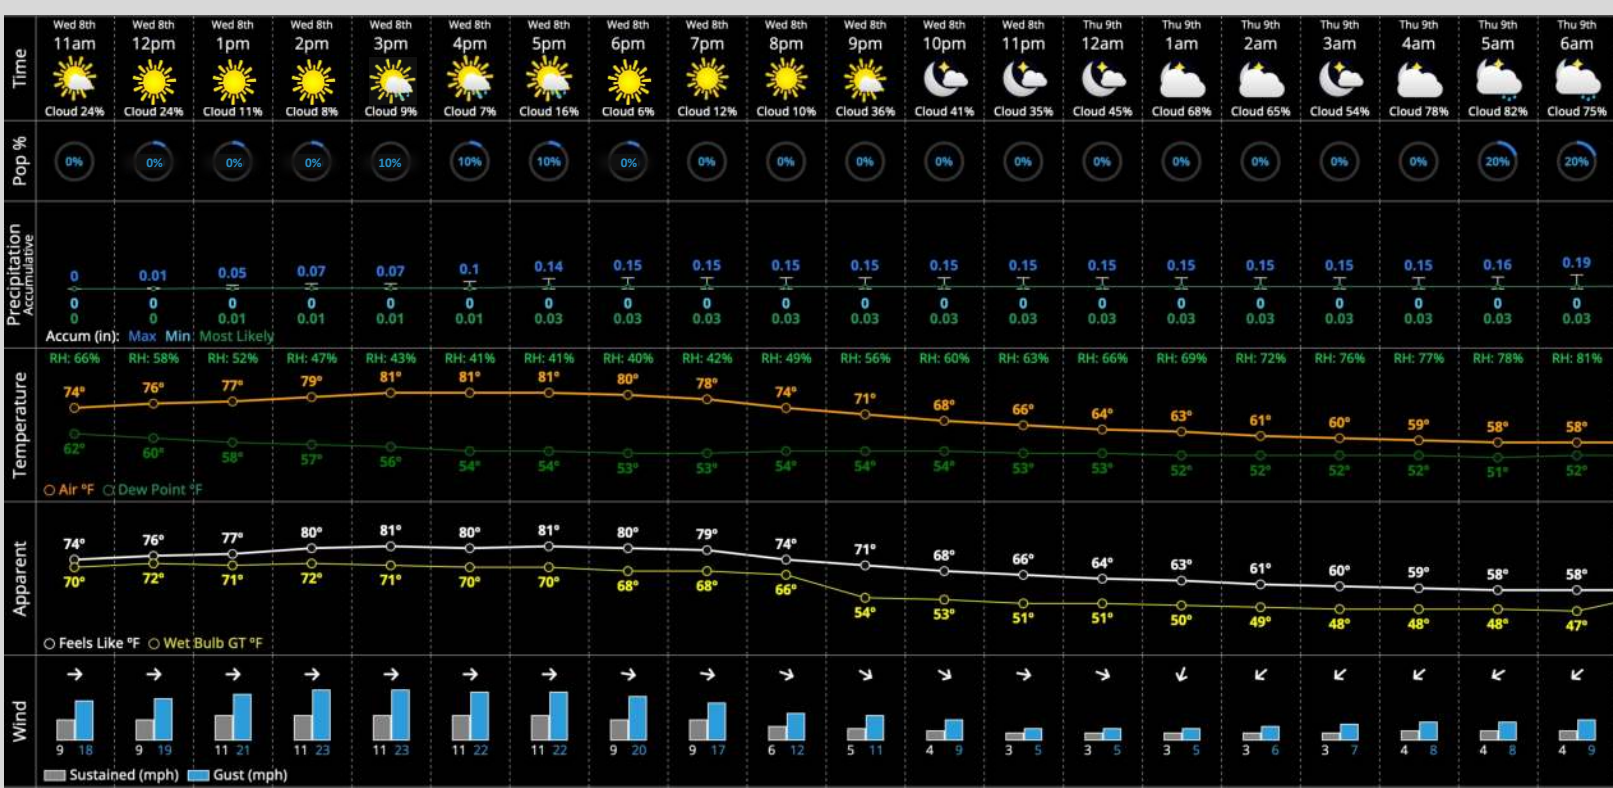 Time
Wed 8th Wed 8th Wed 8th Wed 8th Wed 8th Wed 8th Wed 8th Wed 8th Wed 8th Wed 8th Wed 8th Wed 8th Wed 8th Thu 9th Thu 9th Thu 9th Thu 9th Thu 9th Thu 9th Thu 9th
11am 12pm 1pm 2pm 3pm 4pm 5pm 6pm 7pm 8pm 9pm 10pm 11pm 12am 1am 2am 3am 4am 5am 6am
Cloud 24% Cloud 24% Cloud 11% Cloud 8% Cloud 9% Cloud 7% Cloud 16% Cloud 6% Cloud 12% Cloud 10% Cloud 36% Cloud 41% Cloud 35% Cloud 45% Cloud 68% Cloud 65% Cloud 54% Cloud 78% Cloud 82% Cloud 75%
Pop %
0% 0% 0% 0% 10% 10% 10% 0% 0% 0% 0% 0% 0% 0% 0% 0% 0% 0% 20% 20%
Precipitation
Accumulative
0 0.01 0.05 0.07 0.07 0.1 0.14 0.15 0.15 0.15 0.15 0.15 0.15 0.15 0.15 0.15 0.15 0.15 0.16 0.19
0 0 0 0 0 0 0 0 0 0 0 0 0 0 0 0 0 0 0 0
0 0 0.01 0.01 0.01 0.01 0.03 0.03 0.03 0.03 0.03 0.03 0.03 0.03 0.03 0.03 0.03 0.03 0.03 0.03
Accum (in): Max Min Most Likely
Temperature
RH: 66% RH: 58% RH: 52% RH: 47% RH: 43% RH: 41% RH: 41% RH: 40% RH: 42% RH: 49% RH: 56% RH: 60% RH: 63% RH: 66% RH: 69% RH: 72% RH: 76% RH: 77% RH: 78% RH: 81%
74° 76° 77° 79° 81° 81° 81° 80° 78° 74° 71° 68° 66° 64° 63° 61° 60° 59° 58° 58°
62° 60° 58° 57° 56° 54° 54° 53° 53° 54° 54° 54° 53° 53° 52° 52° 52° 52° 51° 52°
Air °F Dew Point °F
Apparent
74° 76° 77° 80° 81° 80° 81° 80° 79° 74° 71° 68° 66° 64° 63° 61° 60° 59° 58° 58°
70° 72° 71° 72° 71° 70° 70° 68° 68° 66° 54° 53° 51° 51° 50° 49° 48° 48° 48° 47°
Feels Like °F Wet Bulb GT °F
Wind
9 18 9 19 11 21 11 23 11 23 11 22 11 22 9 20 9 17 6 12 5 11 4 9 3 5 3 5 3 5 3 6 3 7 4 8 4 8 4 9
Sustained (mph) Gust (mph)